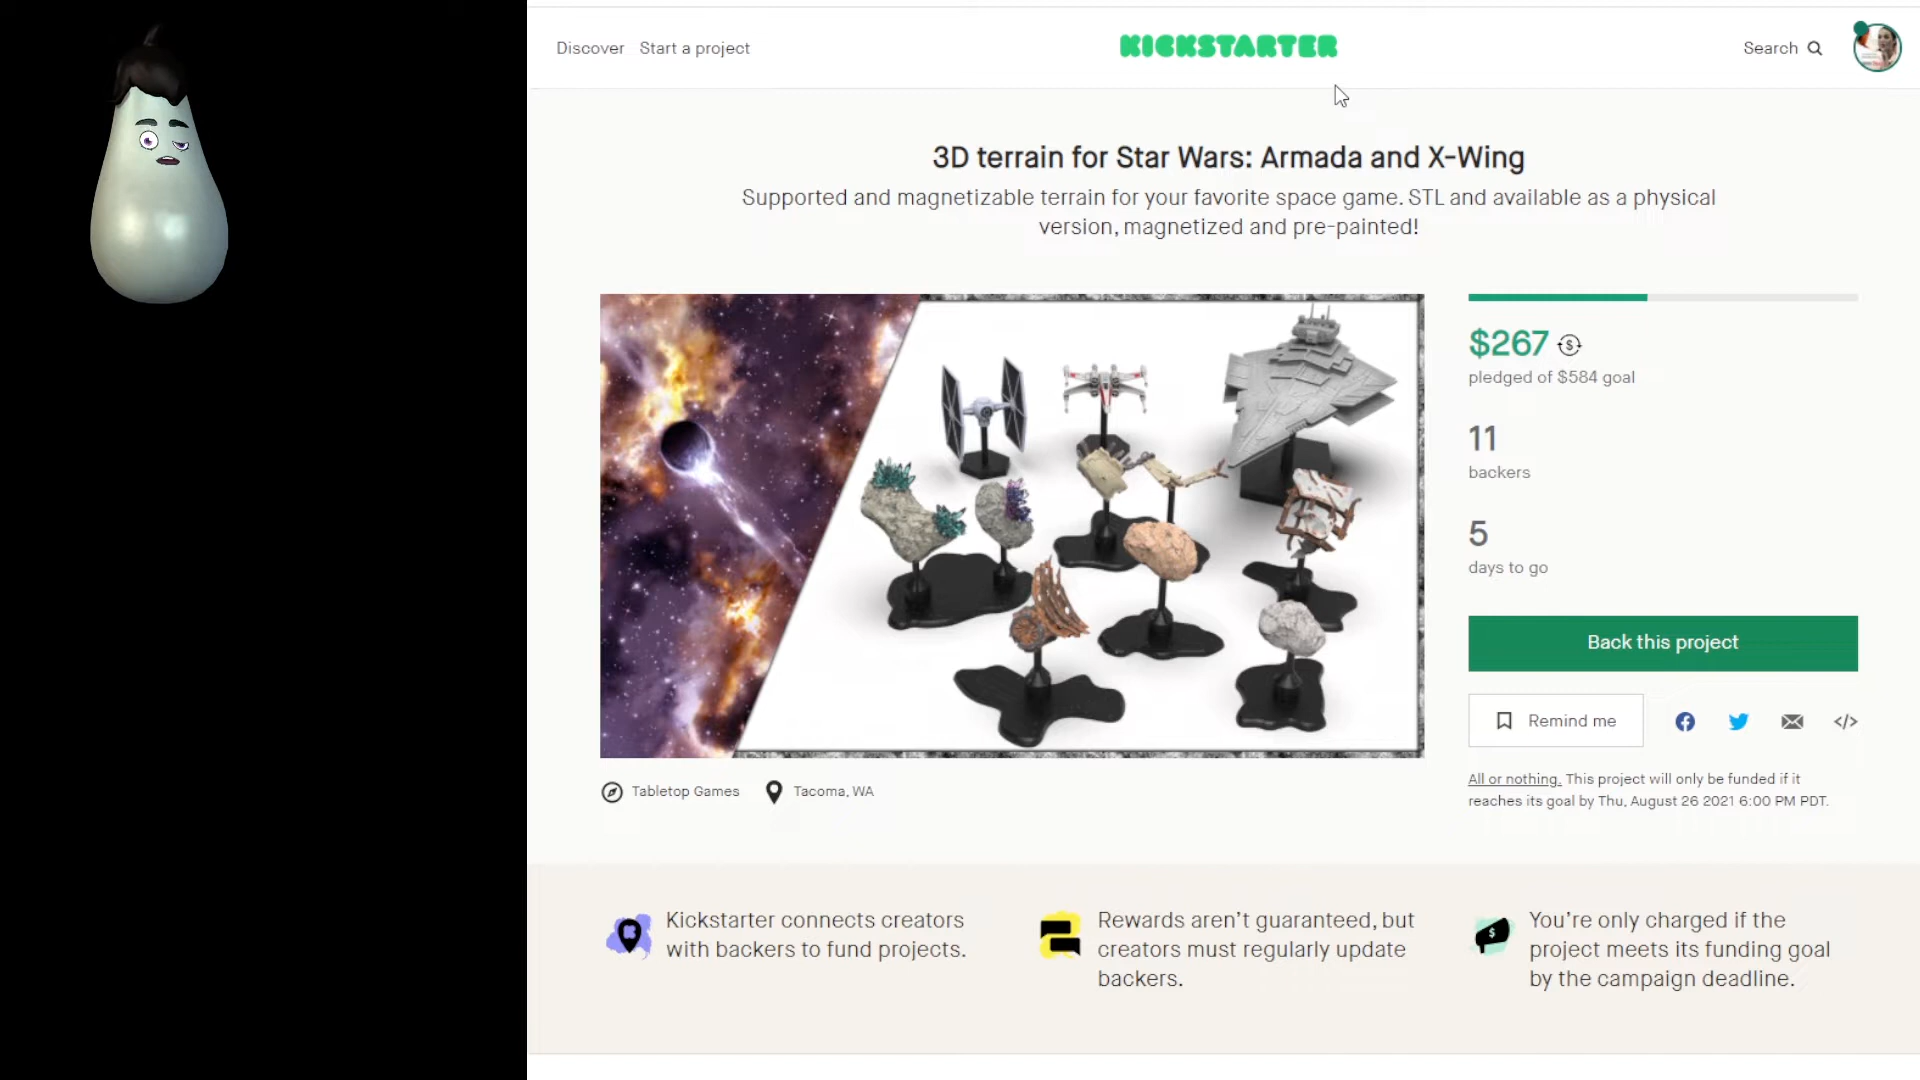 Discover Start a project
KICKSTARTER
Search
3D terrain for Star Wars: Armada and X-Wing
Supported and magnetizable terrain for your favorite space game. STL and available as a physical
version, magnetized and pre-painted!
$267
pledged of $584 goal
11
backers
5
days to go
Back this project
Remind me
All or nothing. This project will only be funded if it
reaches its goal by Thu, August 26 2021 6:00 PM PDT.
Tabletop Games Tacoma, WA
Kickstarter connects creators
with backers to fund projects.
Rewards aren't guaranteed, but
creators must regularly update
backers.
You're only charged if the
project meets its funding goal
by the campaign deadline.